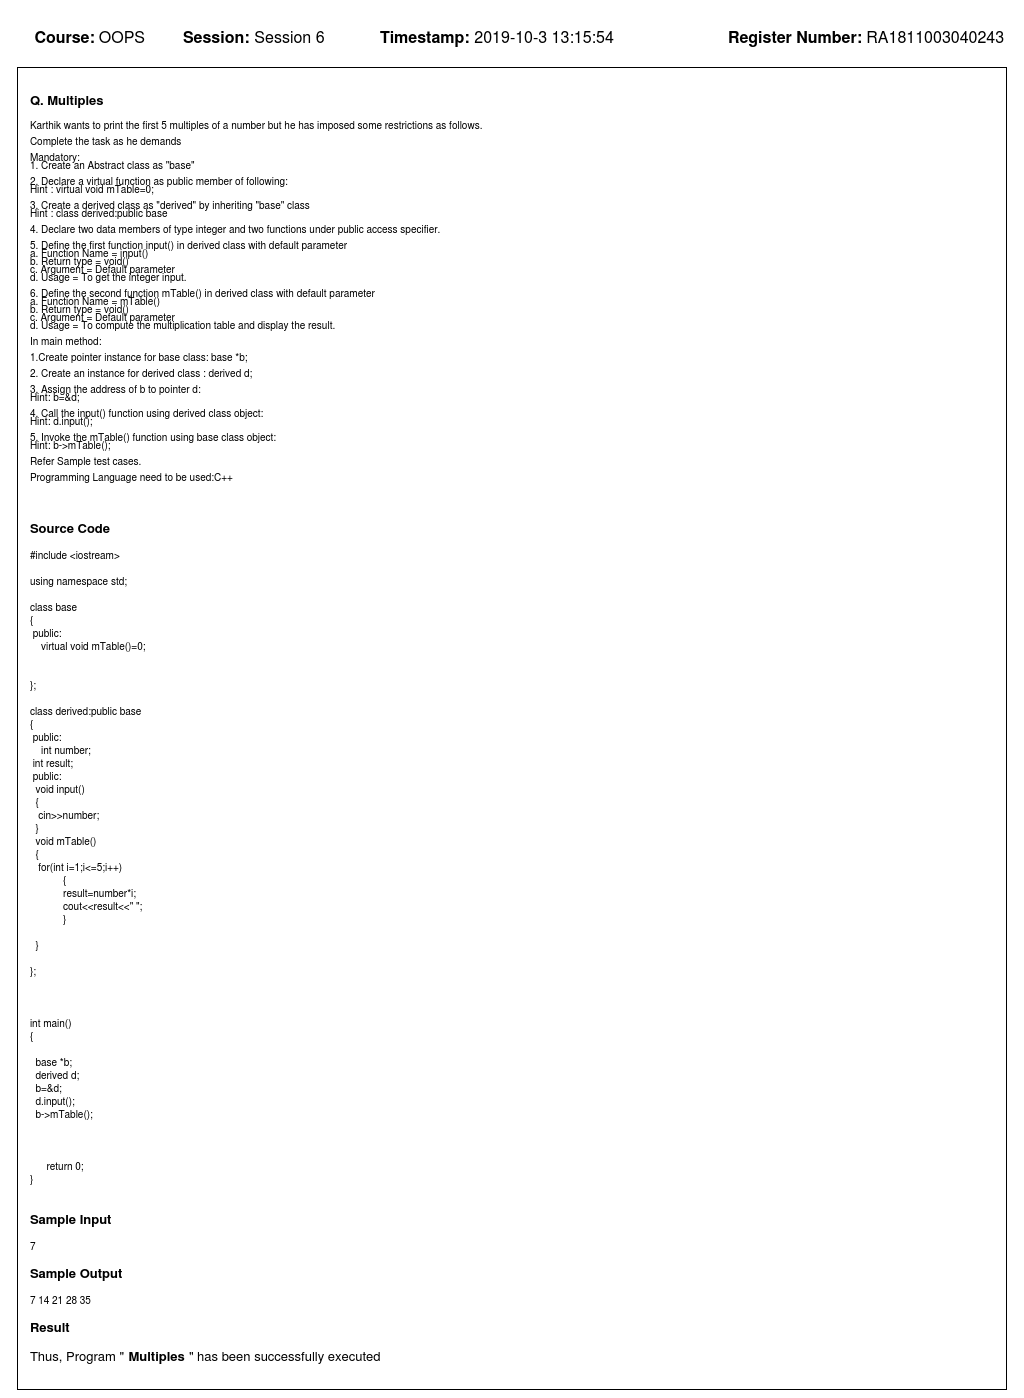 Course: OOPS Session: Session 6 Timestamp: 2019-10-3 13:15:54 Register Number: RA1811003040243
Q. Multiples
Karthik wants to print the first 5 multiples of a number but he has imposed some restrictions as follows.
Complete the task as he demands
Mandatory:
1. Create an Abstract class as "base"
2. Declare a virtual function as public member of following:
Hint : virtual void mTable=0;
3. Create a derived class as "derived" by inheriting "base" class
Hint : class derived:public base
4. Declare two data members of type integer and two functions under public access specifier.
5. Define the first function input() in derived class with default parameter
a. Function Name = input()
b. Return type = void()
c. Argument = Default parameter
d. Usage = To get the integer input.
6. Define the second function mTable() in derived class with default parameter
a. Function Name = mTable()
b. Return type = void()
c. Argument = Default parameter
d. Usage = To compute the multiplication table and display the result.
In main method:
1.Create pointer instance for base class: base *b;
2. Create an instance for derived class : derived d;
3. Assign the address of b to pointer d:
Hint: b=&d;
4. Call the input() function using derived class object:
Hint: d.input();
5. Invoke the mTable() function using base class object:
Hint: b->mTable();
Refer Sample test cases.
Programming Language need to be used:C++
Source Code
#include <iostream>
using namespace std;
class base
{
public:
virtual void mTable()=0;
};
class derived:public base
{
public:
int number;
int result;
public:
void input()
{
cin>>number;
}
void mTable()
{
for(int i=1;i<=5;i++)
{
result=number*i;
cout<<result<<" ";
}
}
};
int main()
{
base *b;
derived d;
b=&d;
d.input();
b->mTable();
return 0;
}
Sample Input
7
Sample Output
7 14 21 28 35
Result
Thus, Program " Multiples " has been successfully executed